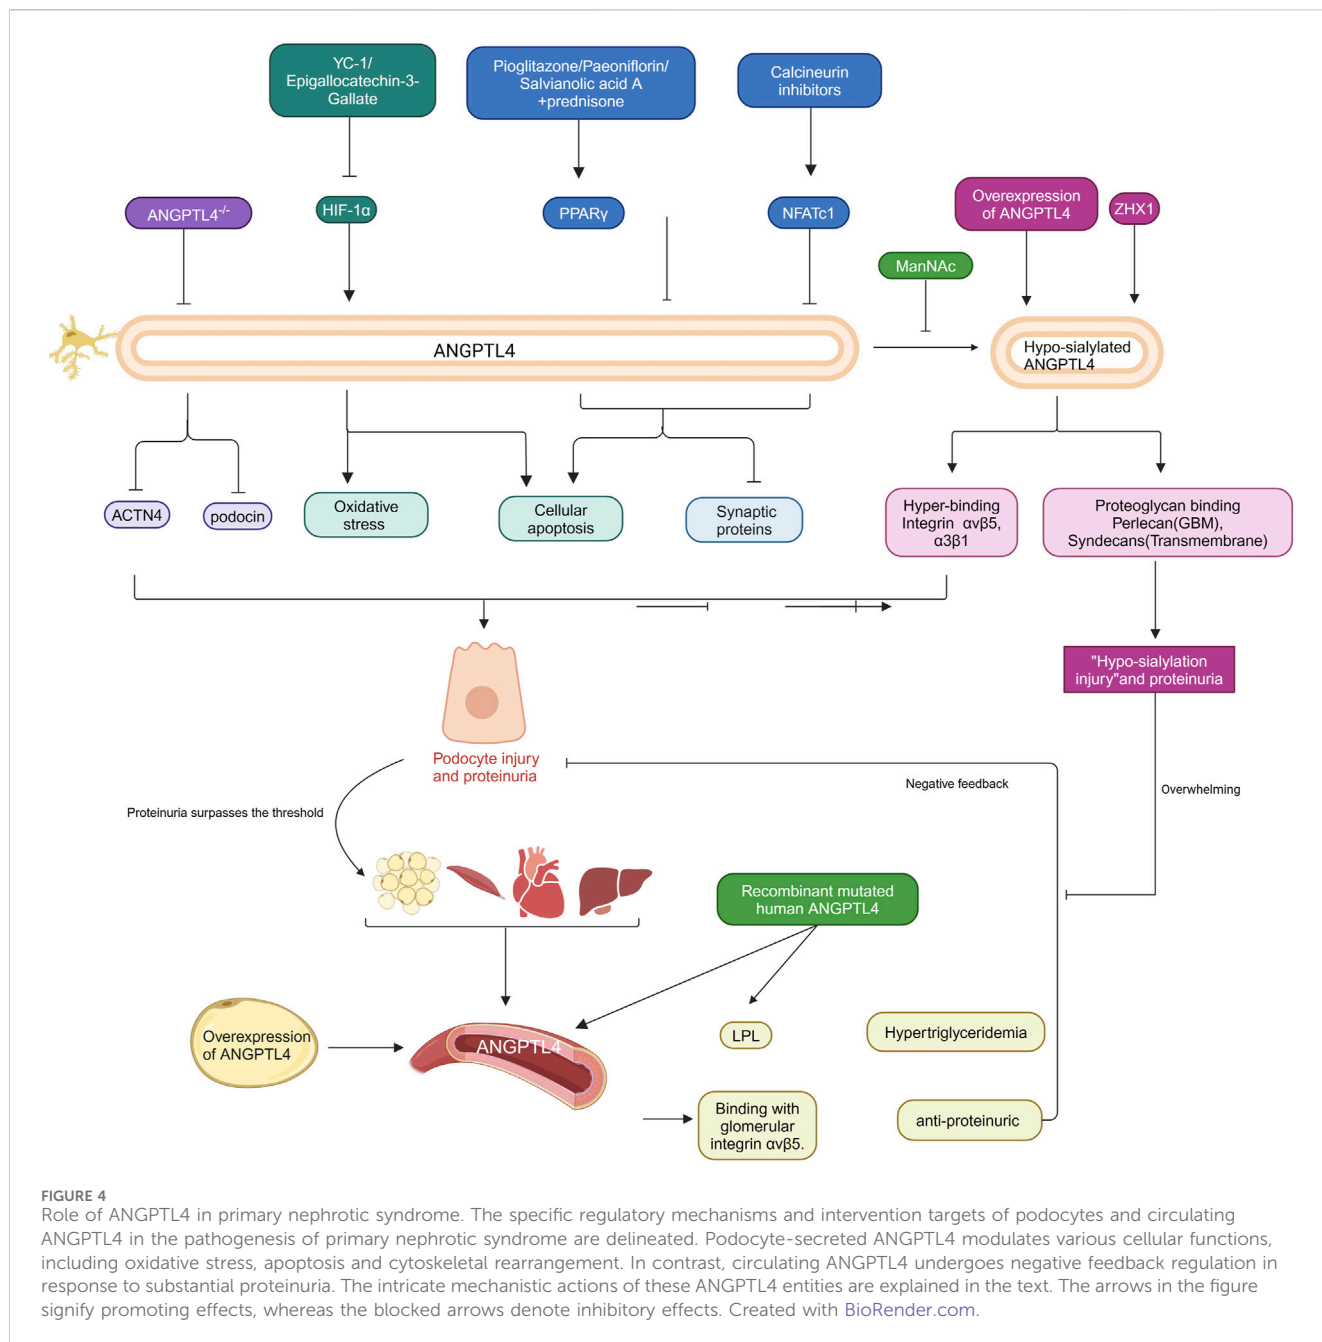 YC-1/
Epigallocatechin-3-
Gallate
Pioglitazone/Paeoniflorin/
Salvianolic acid A
+prednisone
Calcineurin
inhibitors
ANGPTL4-/-
HIF-1α
PPARγ
NFATc1
Overexpression
of ANGPTL4
ZHX1
ManNAc
ANGPTL4
Hypo-sialylated
ANGPTL4
ACTN4
podocin
Oxidative
stress
Cellular
apoptosis
Synaptic
proteins
Hyper-binding
Integrin αvβ5,
α3β1
Proteoglycan binding
Perlecan(GBM),
Syndecans(Transmembrane)
"Hypo-sialylation
injury"and proteinuria
Podocyte injury
and proteinuria
Negative feedback
Overwhelming
Proteinuria surpasses the threshold
Recombinant mutated
human ANGPTL4
Overexpression
of ANGPTL4
ANGPTL4
LPL
Hypertriglyceridemia
Binding with
glomerular
integrin αvβ5.
anti-proteinuric
FIGURE 4
Role of ANGPTL4 in primary nephrotic syndrome. The specific regulatory mechanisms and intervention targets of podocytes and circulating
ANGPTL4 in the pathogenesis of primary nephrotic syndrome are delineated. Podocyte-secreted ANGPTL4 modulates various cellular functions,
including oxidative stress, apoptosis and cytoskeletal rearrangement. In contrast, circulating ANGPTL4 undergoes negative feedback regulation in
response to substantial proteinuria. The intricate mechanistic actions of these ANGPTL4 entities are explained in the text. The arrows in the figure
signify promoting effects, whereas the blocked arrows denote inhibitory effects. Created with BioRender.com.